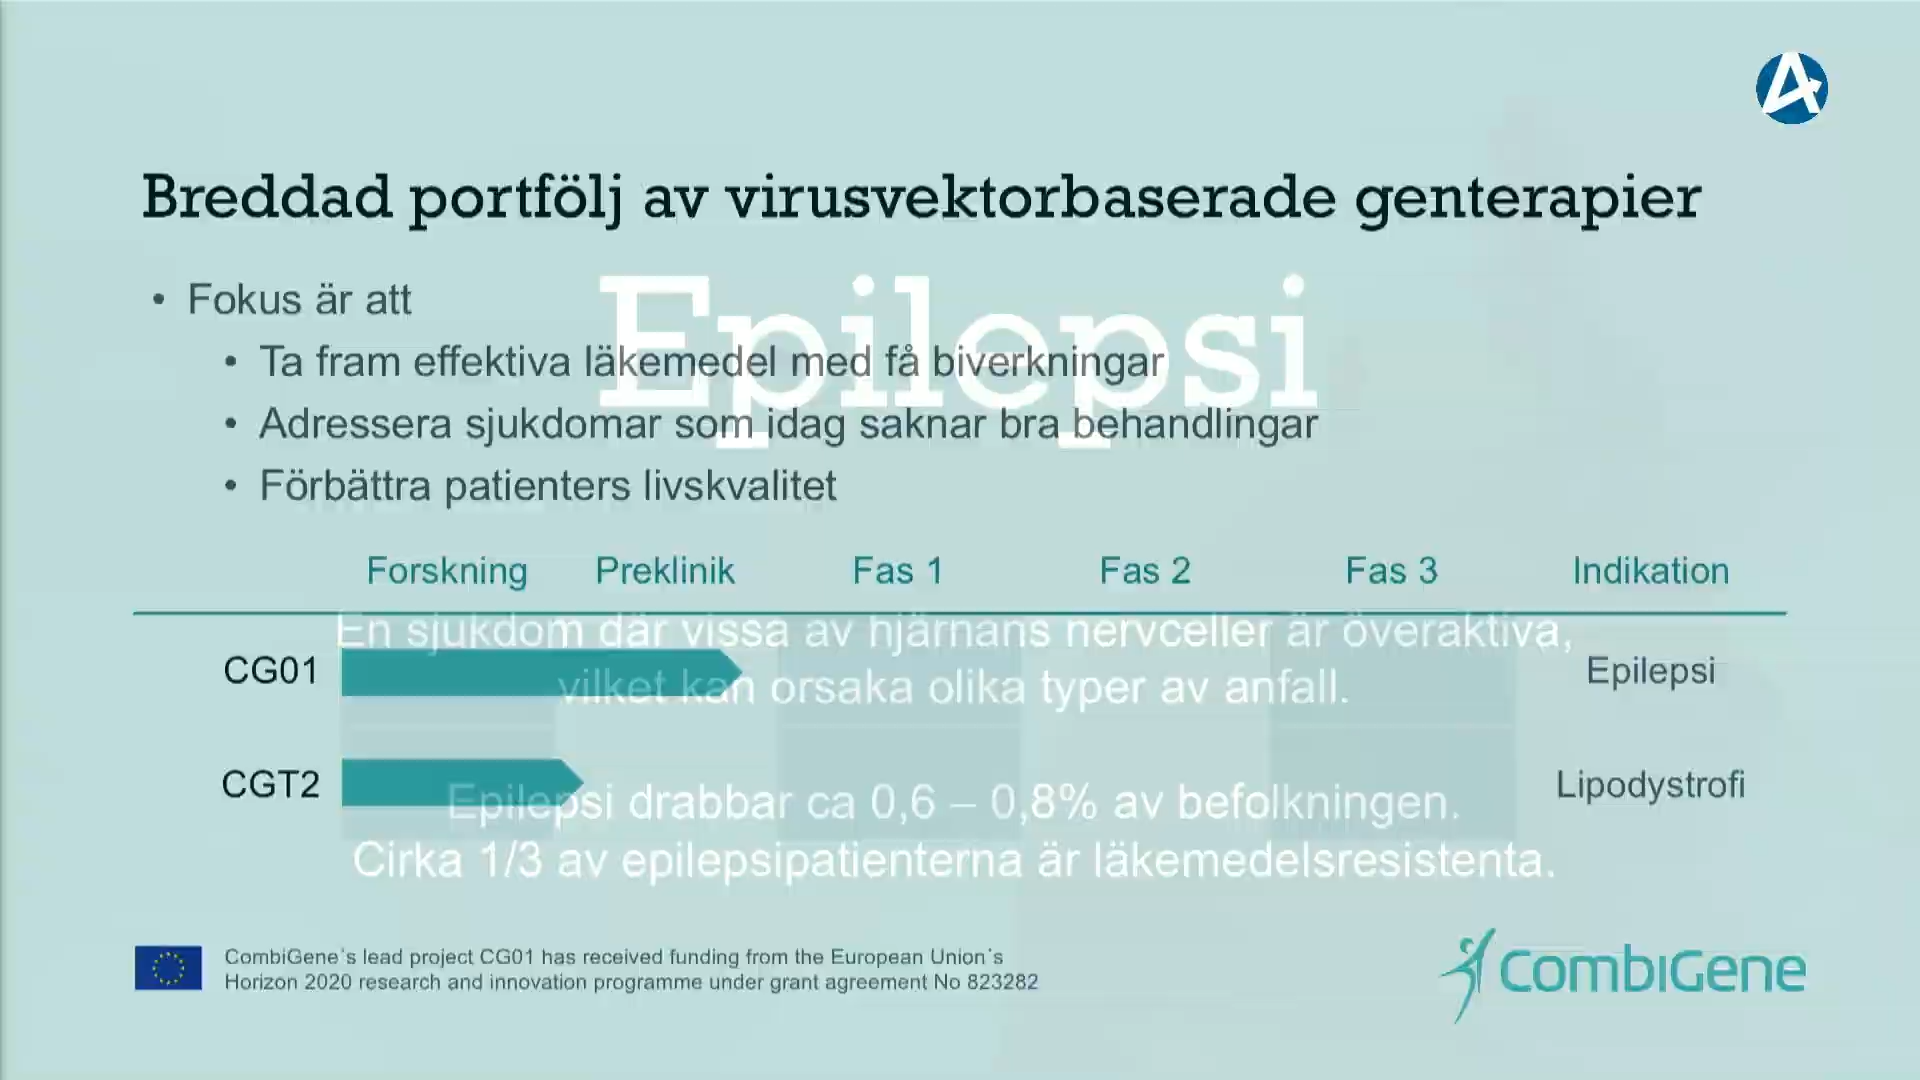 Breddad portfölj av virusvektorbaserade genterapier
Epilepsi
• Fokus är att
• Ta fram effektiva läkemedel med få biverkningar
• Adressera sjukdomar som idag saknar bra behandlingar
• Förbättra patienters livskvalitet
Forskning Preklinik Fas 1 Fas 2 Fas 3 Indikation
En sjukdom där vissa av hjärnans nervceller är överaktiva,
CG01 Epilepsi
vilket kan orsaka olika typer av anfall.
CGT2 Lipodystrofi
Epilepsi drabbar ca 0,6 – 0,8% av befolkningen.
Cirka 1/3 av epilepsipatienterna är läkemedelsresistenta.
CombiGene´s lead project CG01 has received funding from the European Union´s
Horizon 2020 research and innovation programme under grant agreement No 823282
CombiGene